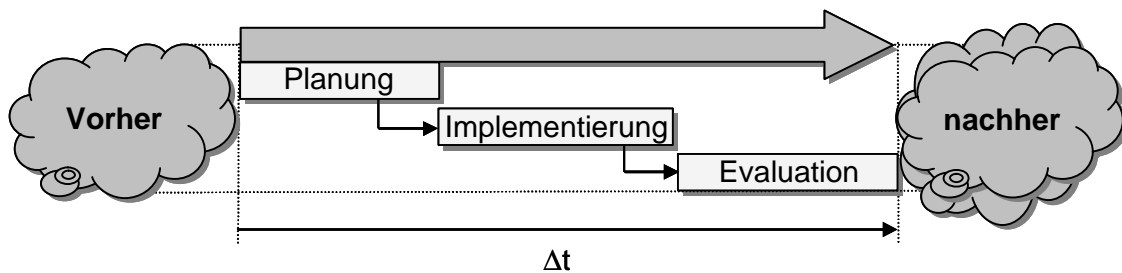 Planung
Vorher
Implementierung
nachher
Evaluation
Δt